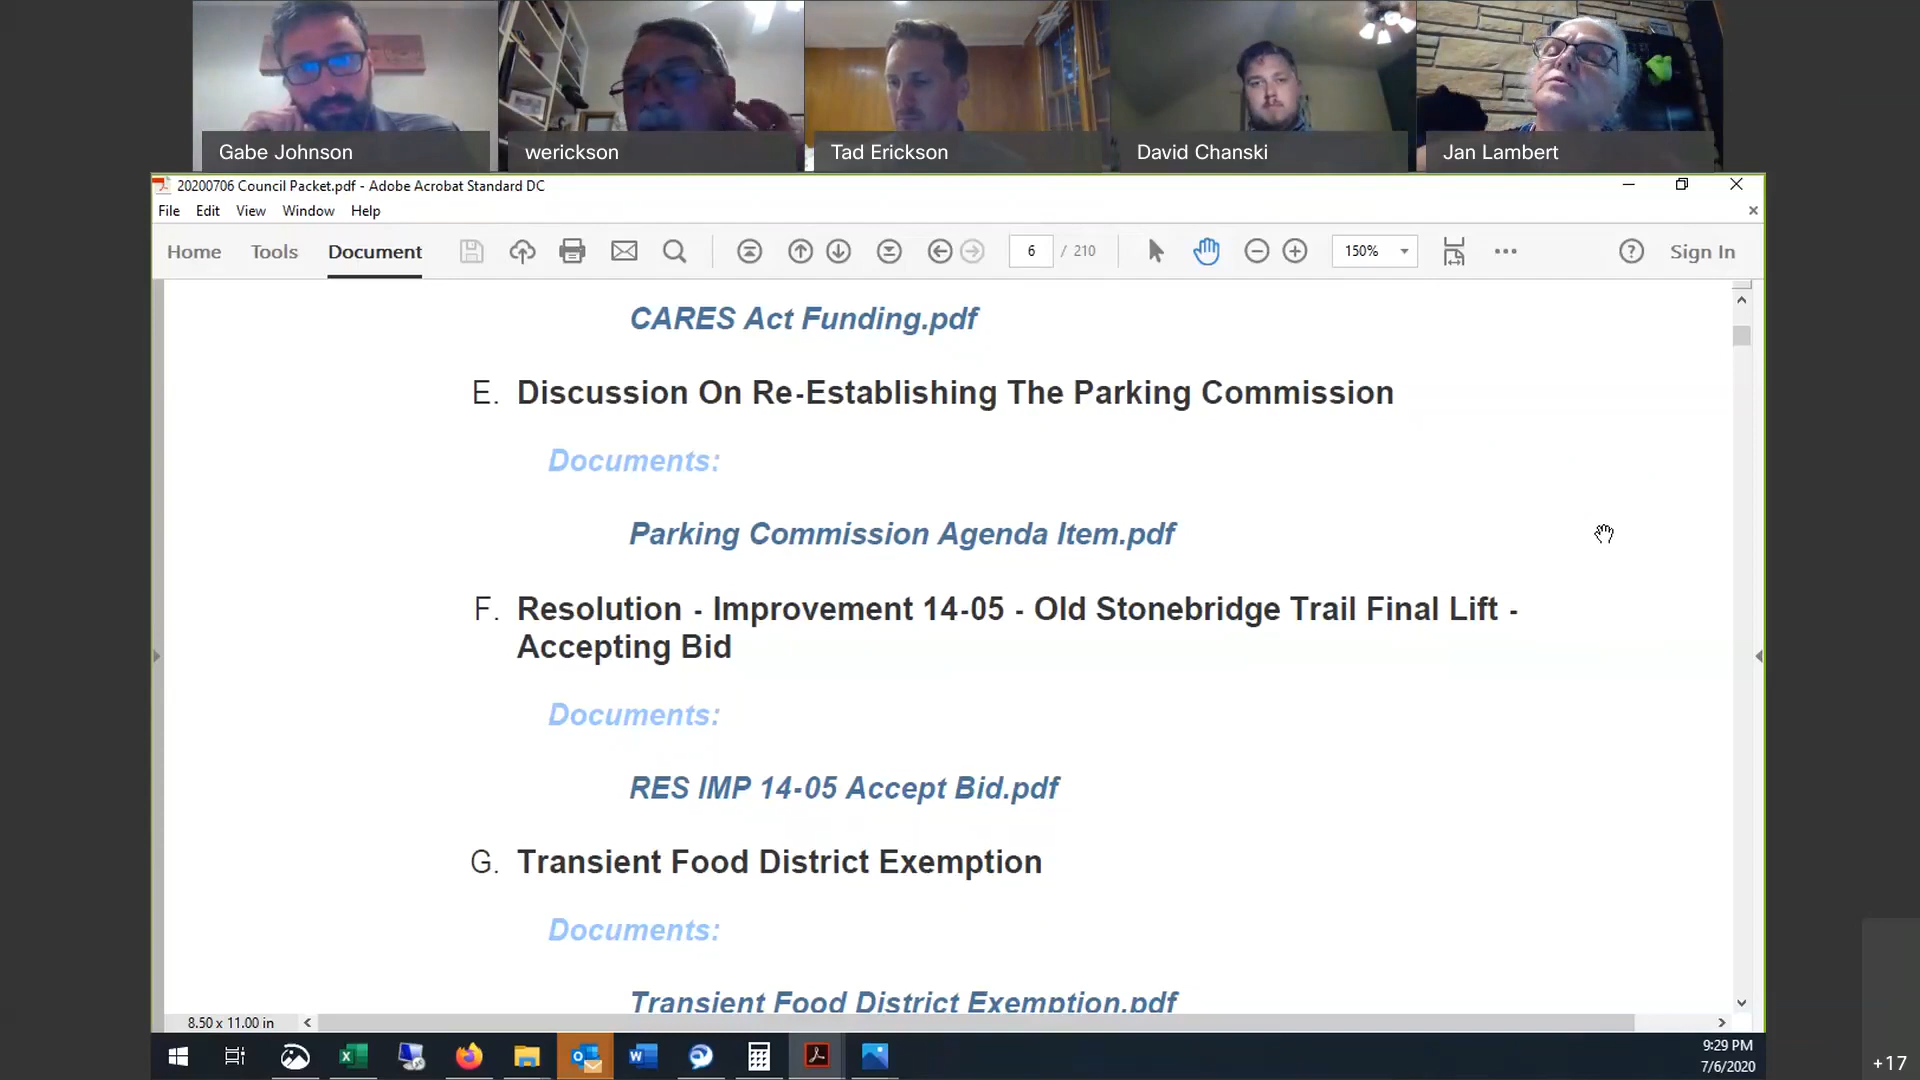 Gabe Johnson
werickson
Tad Erickson
David Chanski
Jan Lambert
20200706 Council Packet.pdf - Adobe Acrobat Standard DC
File Edit View Window Help
Home Tools Document 6 / 210 150% Sign In
CARES Act Funding.pdf
E. Discussion On Re-Establishing The Parking Commission
Documents:
Parking Commission Agenda Item.pdf
F. Resolution - Improvement 14-05 - Old Stonebridge Trail Final Lift -
Accepting Bid
Documents:
RES IMP 14-05 Accept Bid.pdf
G. Transient Food District Exemption
Documents:
Transient Food District Exemption.pdf
8.50 x 11.00 in
9:29 PM
7/6/2020
+17